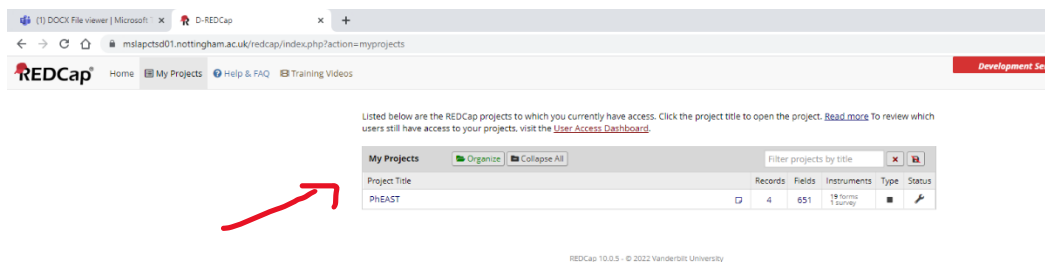 (1) DOCX File viewer | Microsoft T
D-REDCap
mslapctsd01.nottingham.ac.uk/redcap/index.php?action=myprojects
REDCap Home My Projects Help & FAQ Training Videos
Development Se
Listed below are the REDCap projects to which you currently have access. Click the project title to open the project. Read more To review which
users still have access to your projects, visit the User Access Dashboard.
My Projects Organize Collapse All Filter projects by title
Project Title Records Fields Instruments Type Status
PhEAST 4 651 19 forms
1 survey
REDCap 10.0.5 - © 2022 Vanderbilt University